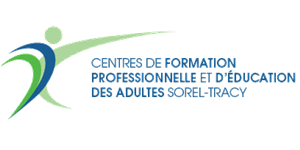 CENTRES DE FORMATION
PROFESSIONNELLE ET D'ÉDUCATION
DES ADULTES SOREL-TRACY